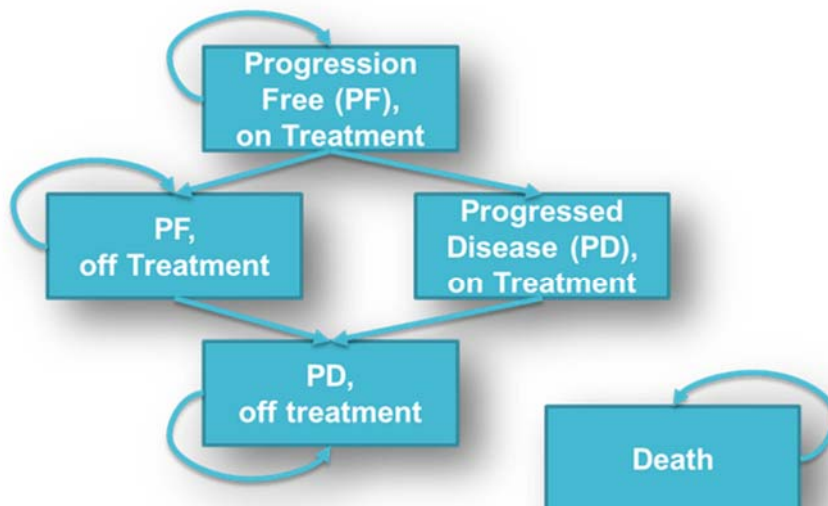 Progression
Free (PF),
on Treatment
PF,
off Treatment
Progressed
Disease (PD),
on Treatment
PD,
off treatment
Death